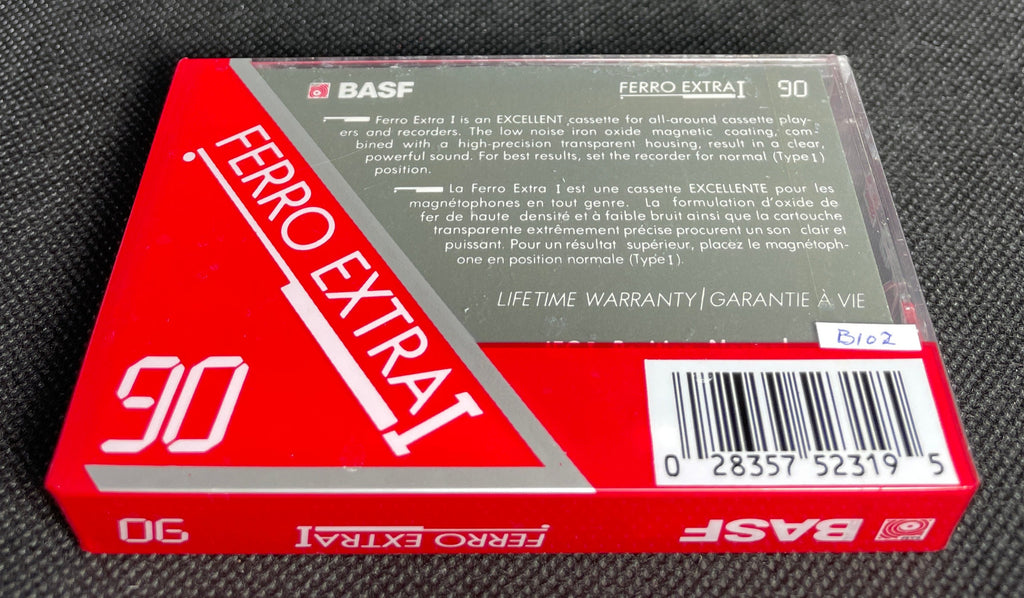 BASF FERRO EXTRA I 90
Ferro Extra I is an EXCELLENT cassette for all-around cassette play-
ers and recorders. The low noise iron oxide magnetic coating, com-
bined with a high-precision transparent housing, result in a clear,
powerful sound. For best results, set the recorder for normal (Type I)
position.
La Ferro Extra I est une cassette EXCELLENTE pour les
magnétophones en tout genre. La formulation d'oxide de
fer de haute densité et à faible bruit ainsi que la cartouche
transparente extrêmement précise procurent un son clair et
puissant. Pour un résultat supérieur, placez le magnétoph-
one en position normale (Type I).
LIFETIME WARRANTY/GARANTIE À VIE
B102
FERRO EXTRA I
90
0 28357 52319 5
90 FERRO EXTRA I BASF